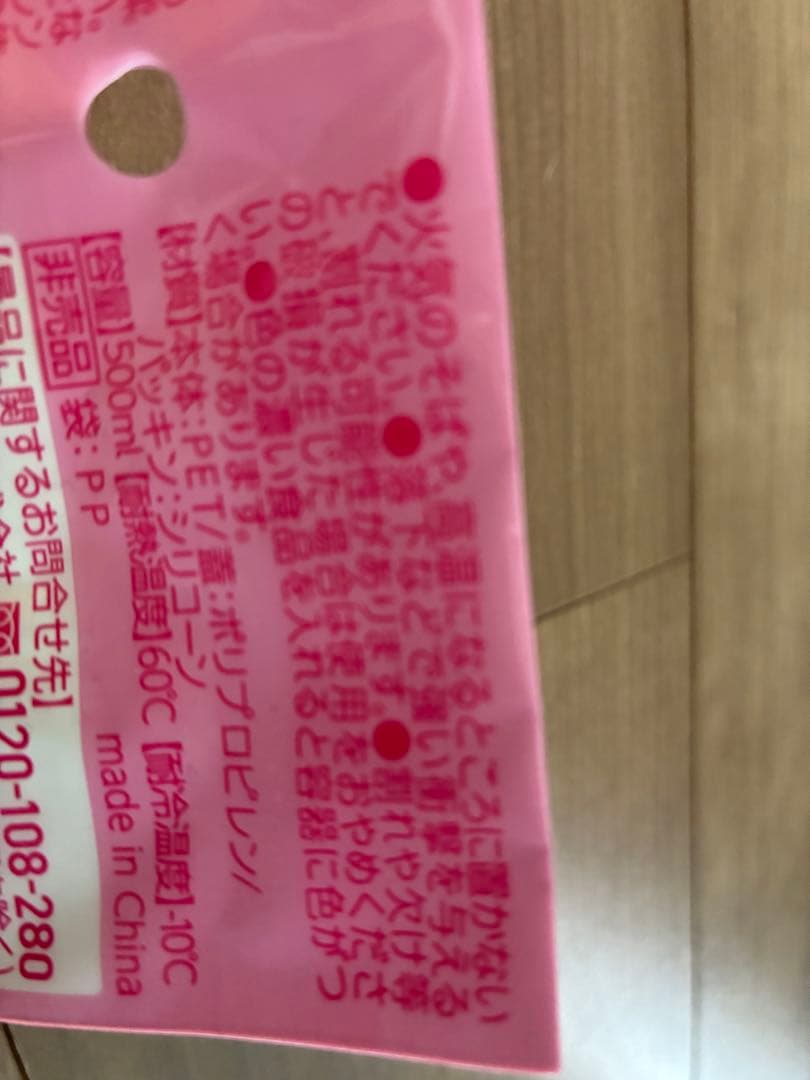 ●火気のそばや高温になるところに置かない
でください。●落下などで強い衝撃を与える
と、割れる可能性があります。●割れや欠け等
の破損が生じた場合は使用をおやめくださ
い。●色の濃い食品を入れると容器に色がつ
く場合があります。
【材質】本体：PET/蓋：ポリプロピレン/
パッキン：シリコーン
【容量】500ml【耐熱温度】60℃【耐冷温度】-10℃
非売品 袋：PP made in China
品に関するお問合せ先】
会社 0120-108-280